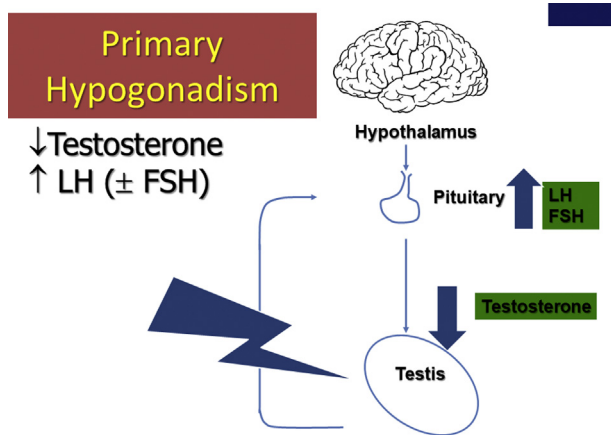 Primary
Hypogonadism
↓Testosterone
↑ LH (± FSH)
Hypothalamus
Pituitary
LH
FSH
Testosterone
Testis